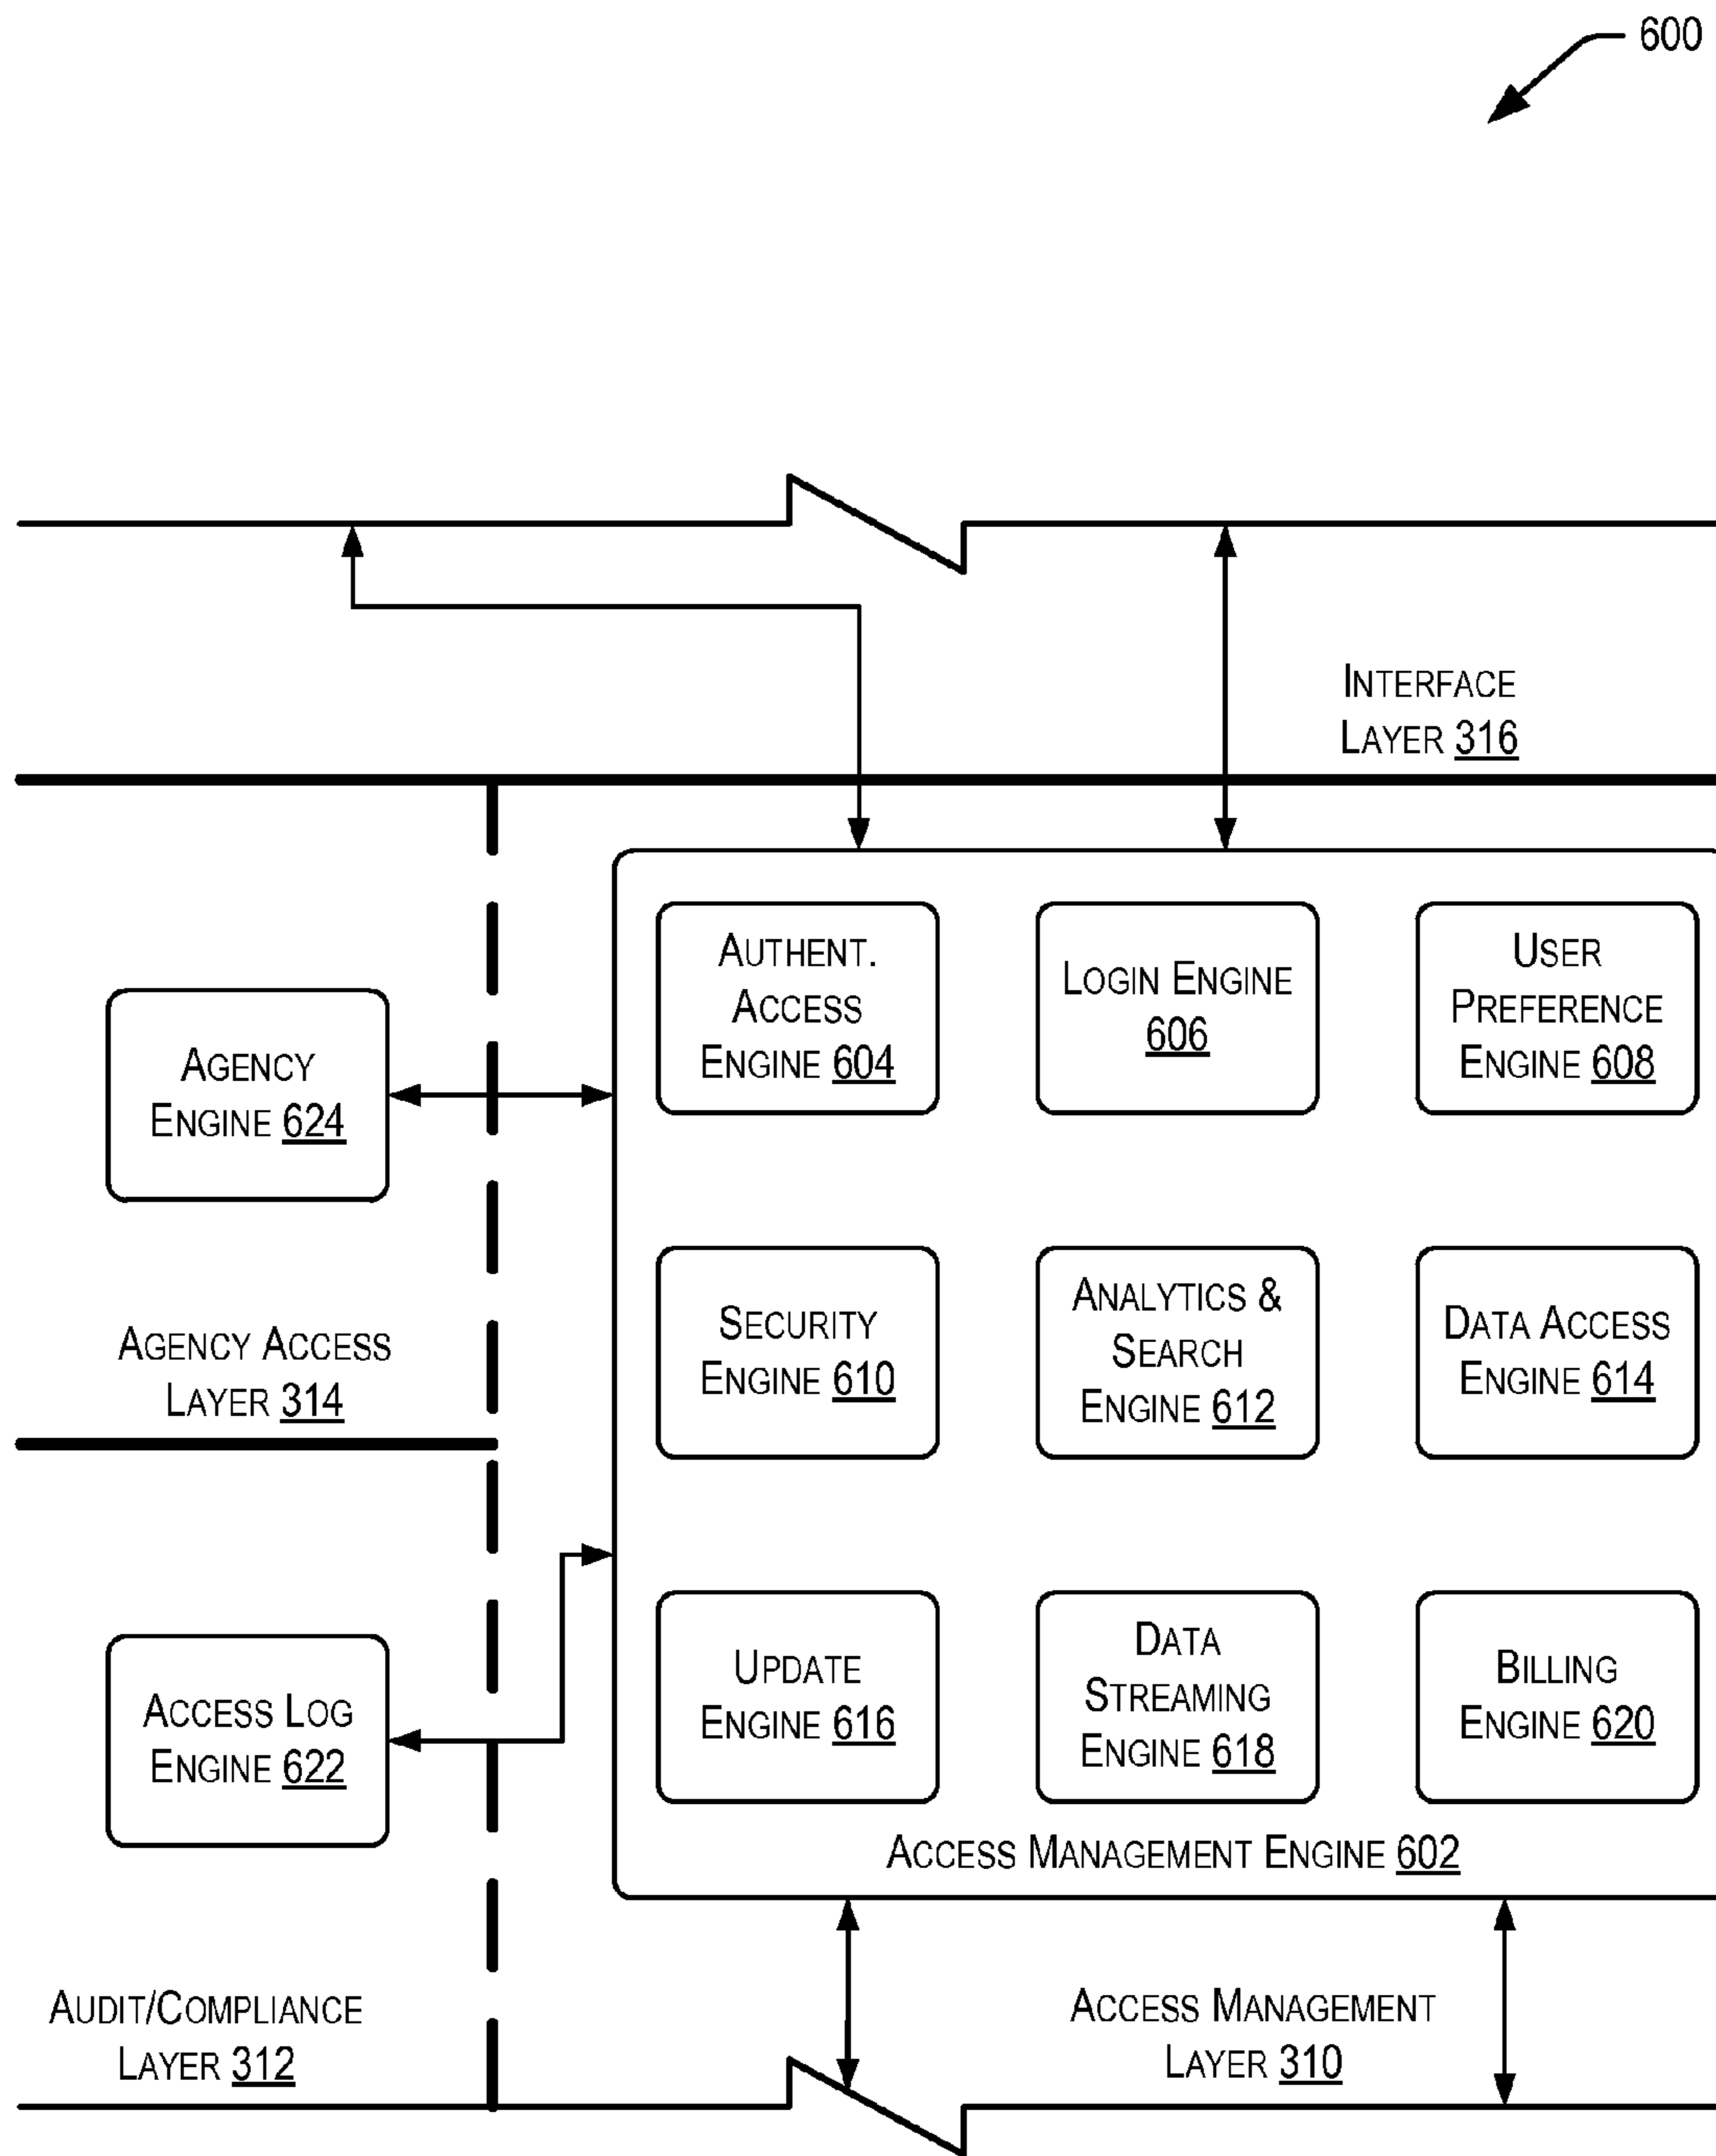 600
INTERFACE
LAYER 316
AUTHENT.
ACCESS
ENGINE 604
LOGIN ENGINE
606
USER
PREFERENCE
ENGINE 608
AGENCY
ENGINE 624
SECURITY
ENGINE 610
ANALYTICS &
SEARCH
ENGINE 612
DATA ACCESS
ENGINE 614
AGENCY ACCESS
LAYER 314
UPDATE
ENGINE 616
DATA
STREAMING
ENGINE 618
BILLING
ENGINE 620
ACCESS LOG
ENGINE 622
ACCESS MANAGEMENT ENGINE 602
AUDIT/COMPLIANCE
LAYER 312
ACCESS MANAGEMENT
LAYER 310